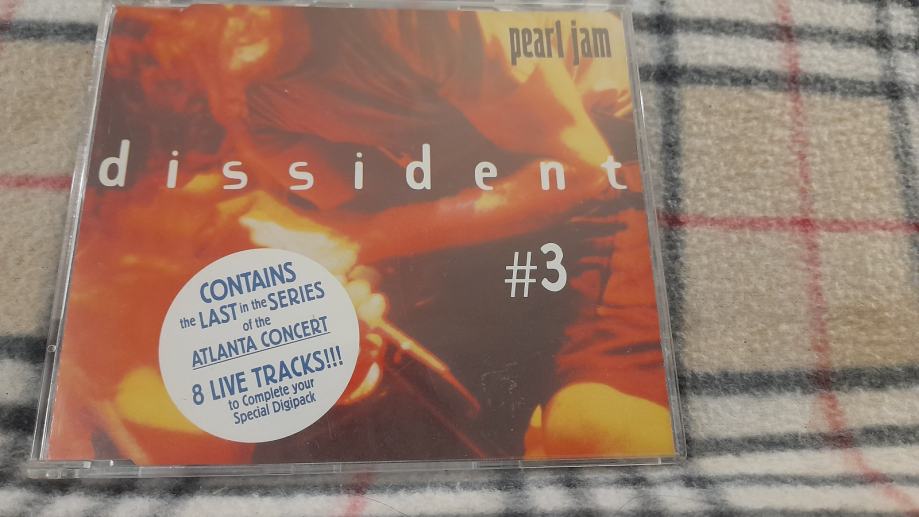 pearl jam
dissident
#3
CONTAINS
the LAST in the SERIES
of the
ATLANTA CONCERT
8 LIVE TRACKS!!!
to Complete your
Special Digipack